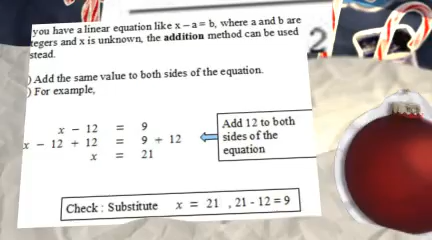 you have a linear equation like x – a = b, where a and b are
tegers and x is unknown, the addition method can be used
stead.
) Add the same value to both sides of the equation.
) For example,
x - 12 = 9
x - 12 + 12 = 9 + 12
x = 21
Add 12 to both
sides of the
equation
Check : Substitute x = 21 , 21 - 12 = 9
2